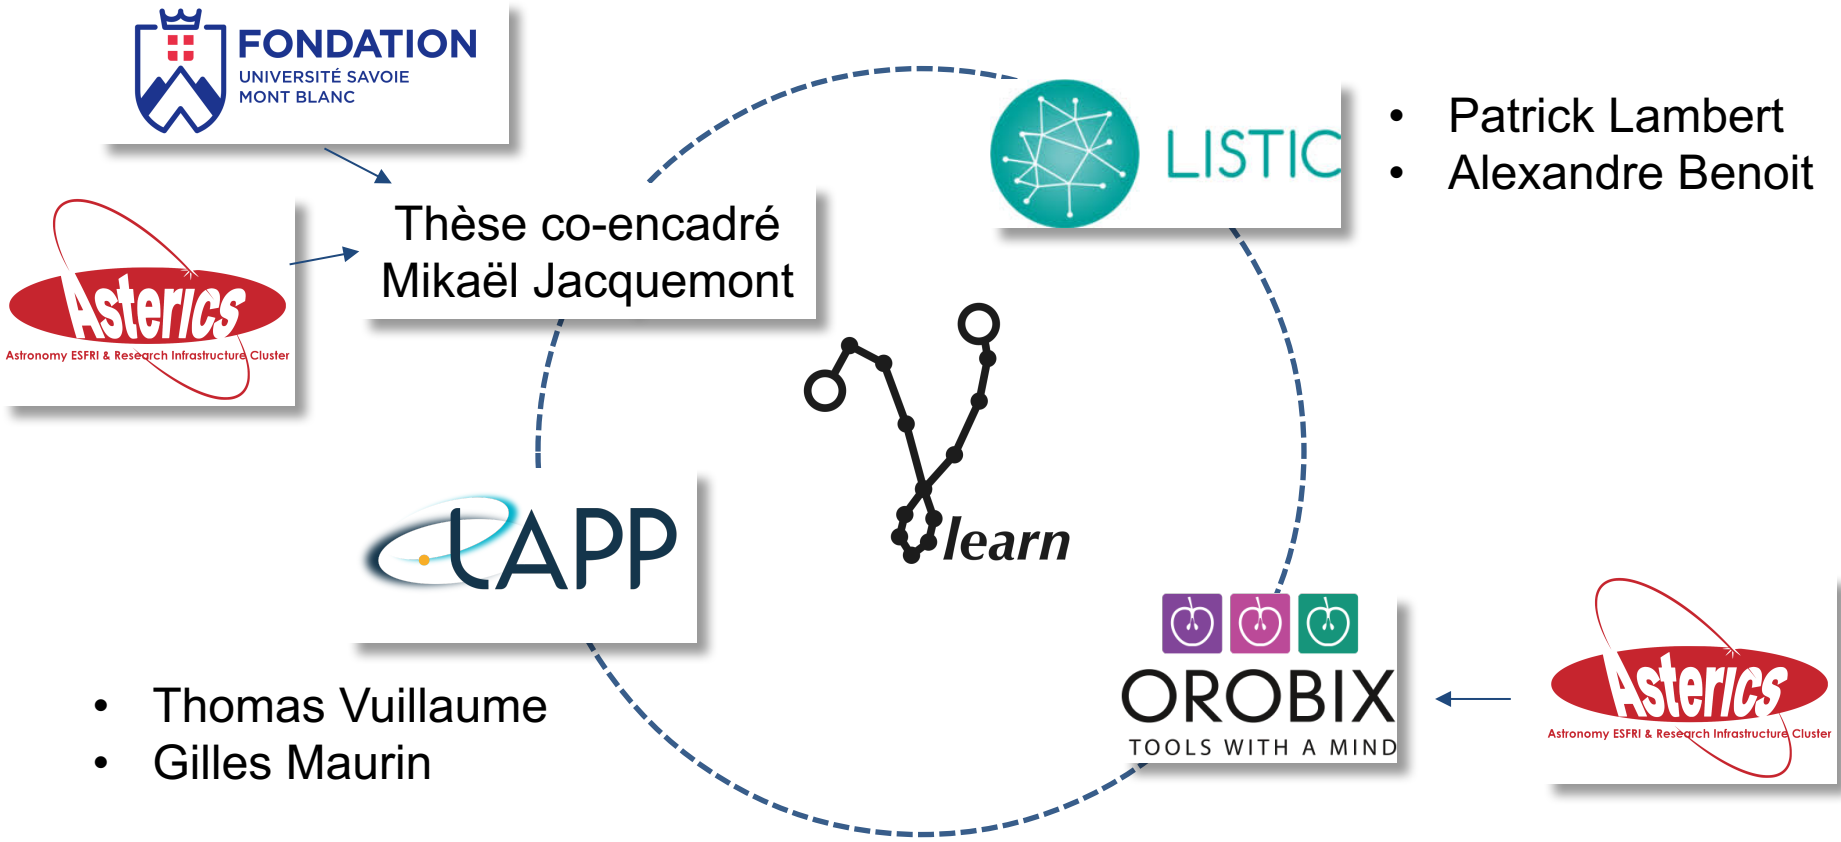 FONDATION
UNIVERSITÉ SAVOIE
MONT BLANC
LISTIC
• Patrick Lambert
• Alexandre Benoit
Thèse co-encadré
Mikaël Jacquemont
Asterics
Astronomy ESFRI & Research Infrastructure Cluster
learn
LAPP
OROBIX
TOOLS WITH A MIND
Asterics
Astronomy ESFRI & Research Infrastructure Cluster
• Thomas Vuillaume
• Gilles Maurin